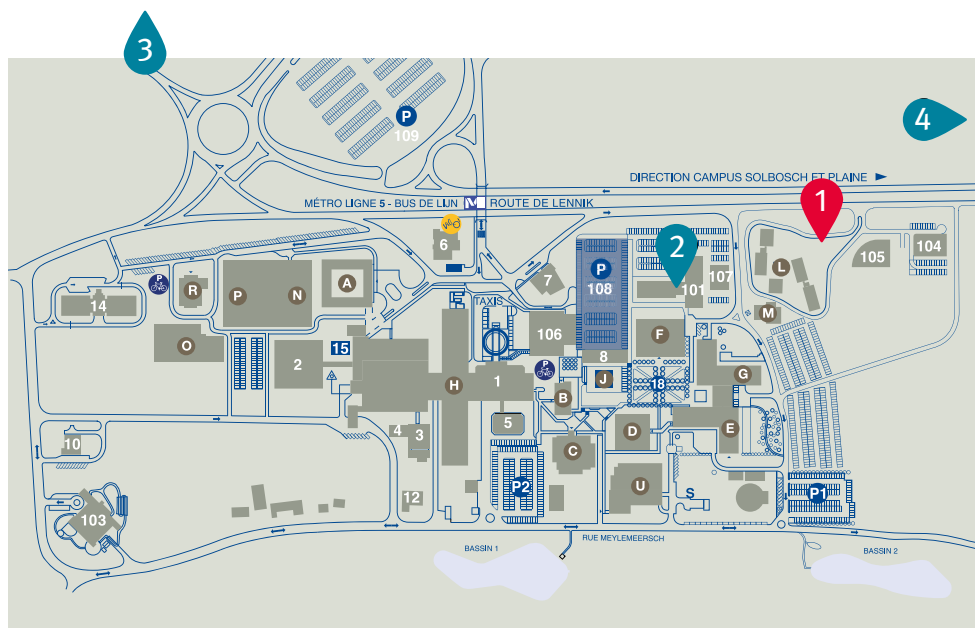 3
4
P
109
DIRECTION CAMPUS SOLBOSCH ET PLAINE
MÉTRO LIGNE 5 - BUS DE LIJN M ROUTE DE LENNIK
1
6
2
105
104
L
P
R
P
N
A
7
P
108
101
107
14
TAXIS
M
O
15
2
106
F
8
H
1
P
J
18
G
B
5
4
3
D
E
10
C
P2
U
S
P1
12
103
RUE MEYLEMEERSCH
BASSIN 1
BASSIN 2